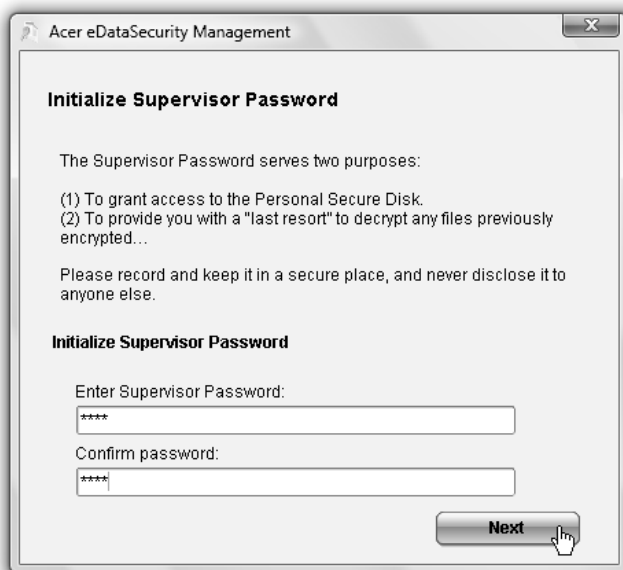 Acer eDataSecurity Management
Initialize Supervisor Password
The Supervisor Password serves two purposes:
(1) To grant access to the Personal Secure Disk.
(2) To provide you with a "last resort" to decrypt any files previously
encrypted...
Please record and keep it in a secure place, and never disclose it to
anyone else.
Initialize Supervisor Password
Enter Supervisor Password:
****
Confirm password:
****
Next